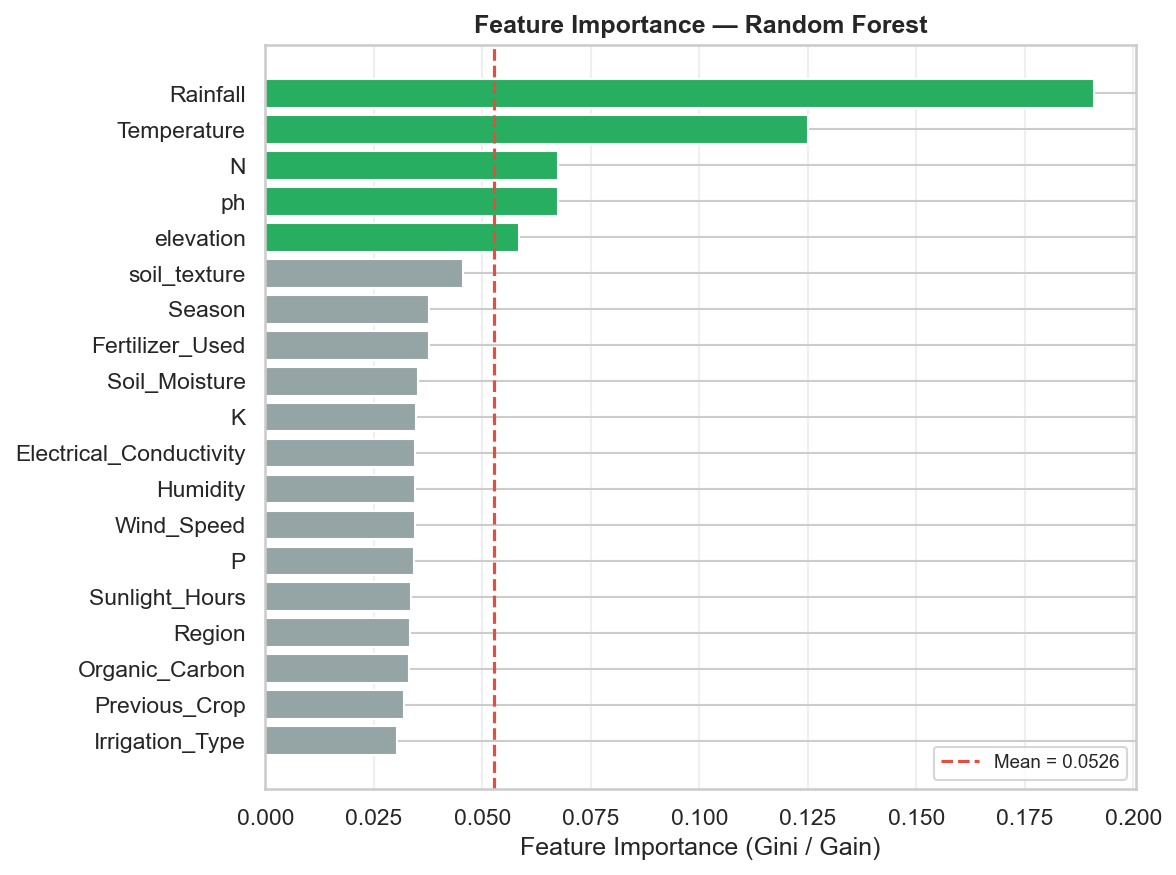 Feature Importance — Random Forest
Rainfall
Temperature
N
ph
elevation
soil_texture
Season
Fertilizer_Used
Soil_Moisture
K
Electrical_Conductivity
Humidity
Wind_Speed
P
Sunlight_Hours
Region
Organic_Carbon
Previous_Crop
Irrigation_Type
Mean = 0.0526
0.000 0.025 0.050 0.075 0.100 0.125 0.150 0.175 0.200
Feature Importance (Gini / Gain)